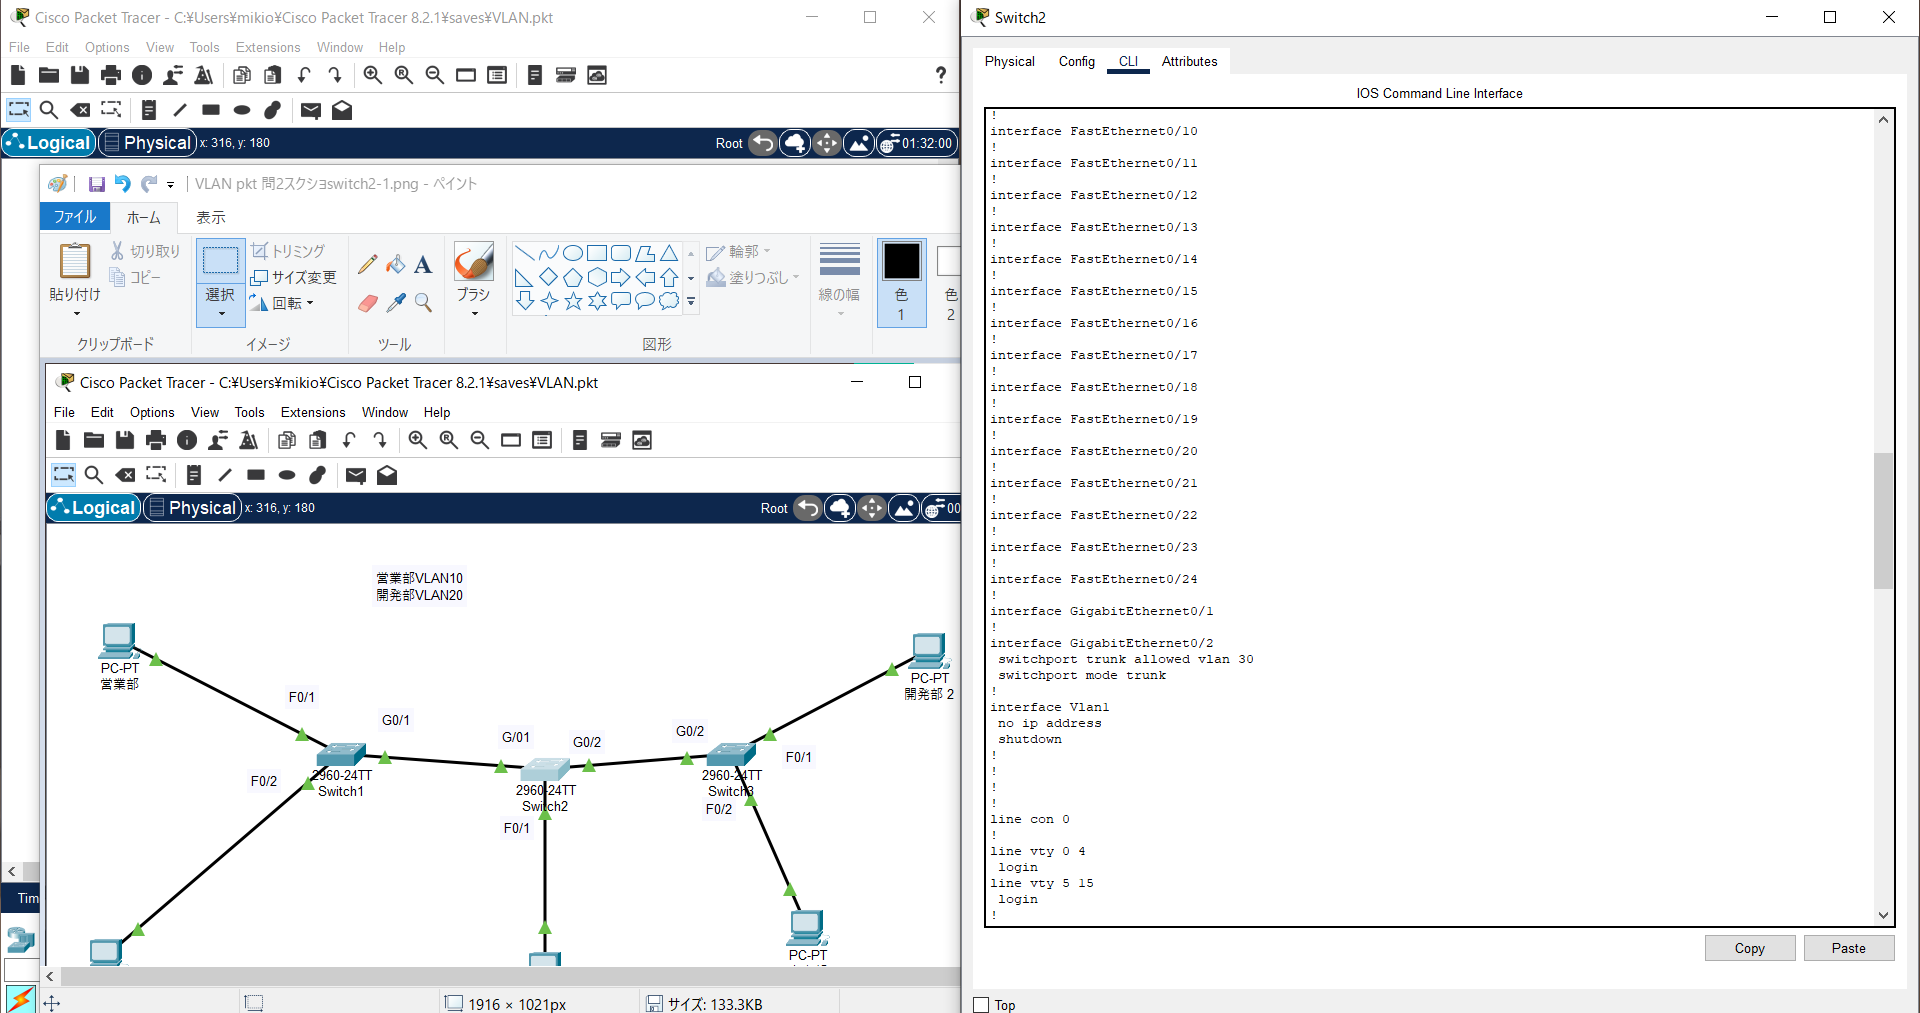 Cisco Packet Tracer - C:¥Users¥mikio¥Cisco Packet Tracer 8.2.1¥saves¥VLAN.pkt
File Edit Options View Tools Extensions Window Help
?
Logical Physical x: 316, y: 180 Root 01:32:00
VLAN pkt 問2スクショswitch2-1.png - ペイント
ファイル ホーム 表示
貼り付け
切り取り
コピー
クリップボード
選択
トリミング
サイズ変更
回転
イメージ
A
ツール
ブラシ
図形
輪郭
塗りつぶし
線の幅
色
1
色
2
Cisco Packet Tracer - C:¥Users¥mikio¥Cisco Packet Tracer 8.2.1¥saves¥VLAN.pkt
File Edit Options View Tools Extensions Window Help
Logical Physical x: 316, y: 180 Root 00
営業部VLAN10
開発部VLAN20
PC-PT
営業部
F0/1
G0/1
F0/2
2960-24TT
Switch1
G/01
G0/2
2960-24TT
Switch2
F0/1
G0/2
2960-24TT
Switch3
F0/2
F0/1
PC-PT
開発部 2
PC-PT
Tim
1916 × 1021px
サイズ: 133.3KB
Switch2
Physical Config CLI Attributes
IOS Command Line Interface
!
interface FastEthernet0/10
!
interface FastEthernet0/11
!
interface FastEthernet0/12
!
interface FastEthernet0/13
!
interface FastEthernet0/14
!
interface FastEthernet0/15
!
interface FastEthernet0/16
!
interface FastEthernet0/17
!
interface FastEthernet0/18
!
interface FastEthernet0/19
!
interface FastEthernet0/20
!
interface FastEthernet0/21
!
interface FastEthernet0/22
!
interface FastEthernet0/23
!
interface FastEthernet0/24
!
interface GigabitEthernet0/1
!
interface GigabitEthernet0/2
switchport trunk allowed vlan 30
switchport mode trunk
!
interface Vlan1
no ip address
shutdown
!
!
!
!
line con 0
!
line vty 0 4
login
line vty 5 15
login
!
Copy Paste
Top